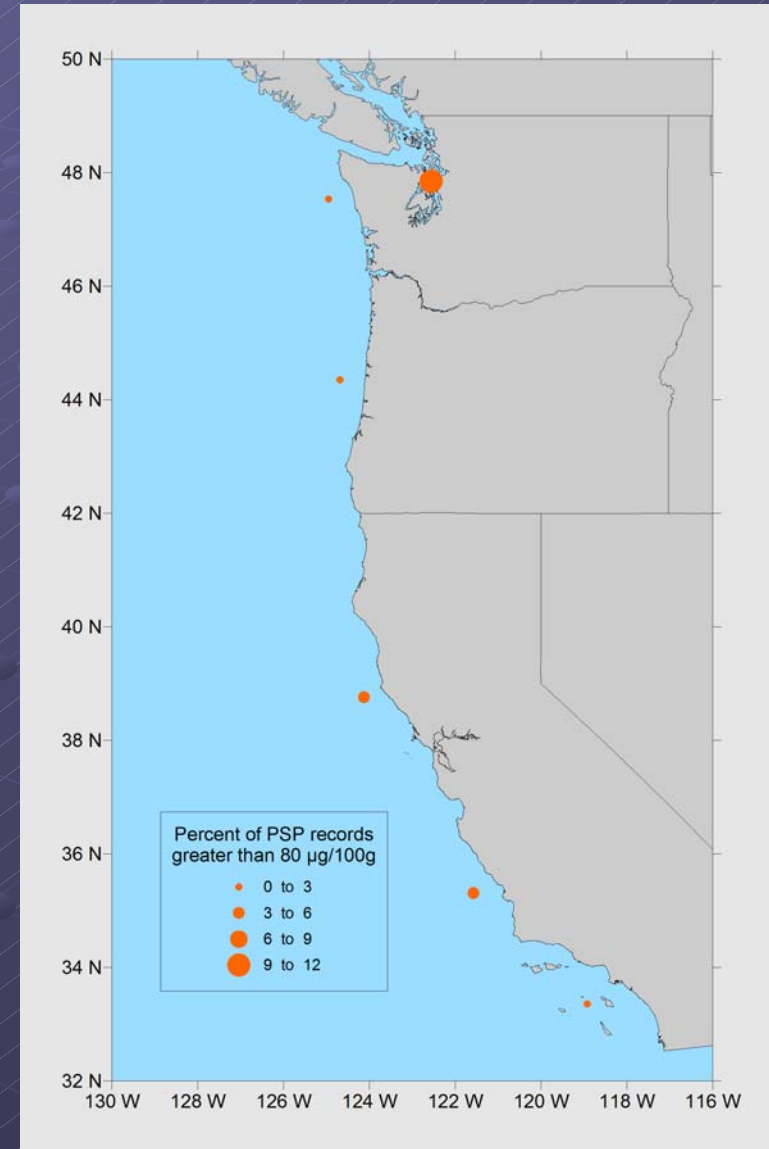 50 N
48 N
46 N
44 N
42 N
40 N
38 N
36 N
34 N
32 N
Percent of PSP records
greater than 80 µg/100g
0 to 3
3 to 6
6 to 9
9 to 12
130 W 128 W 126 W 124 W 122 W 120 W 118 W 116 W